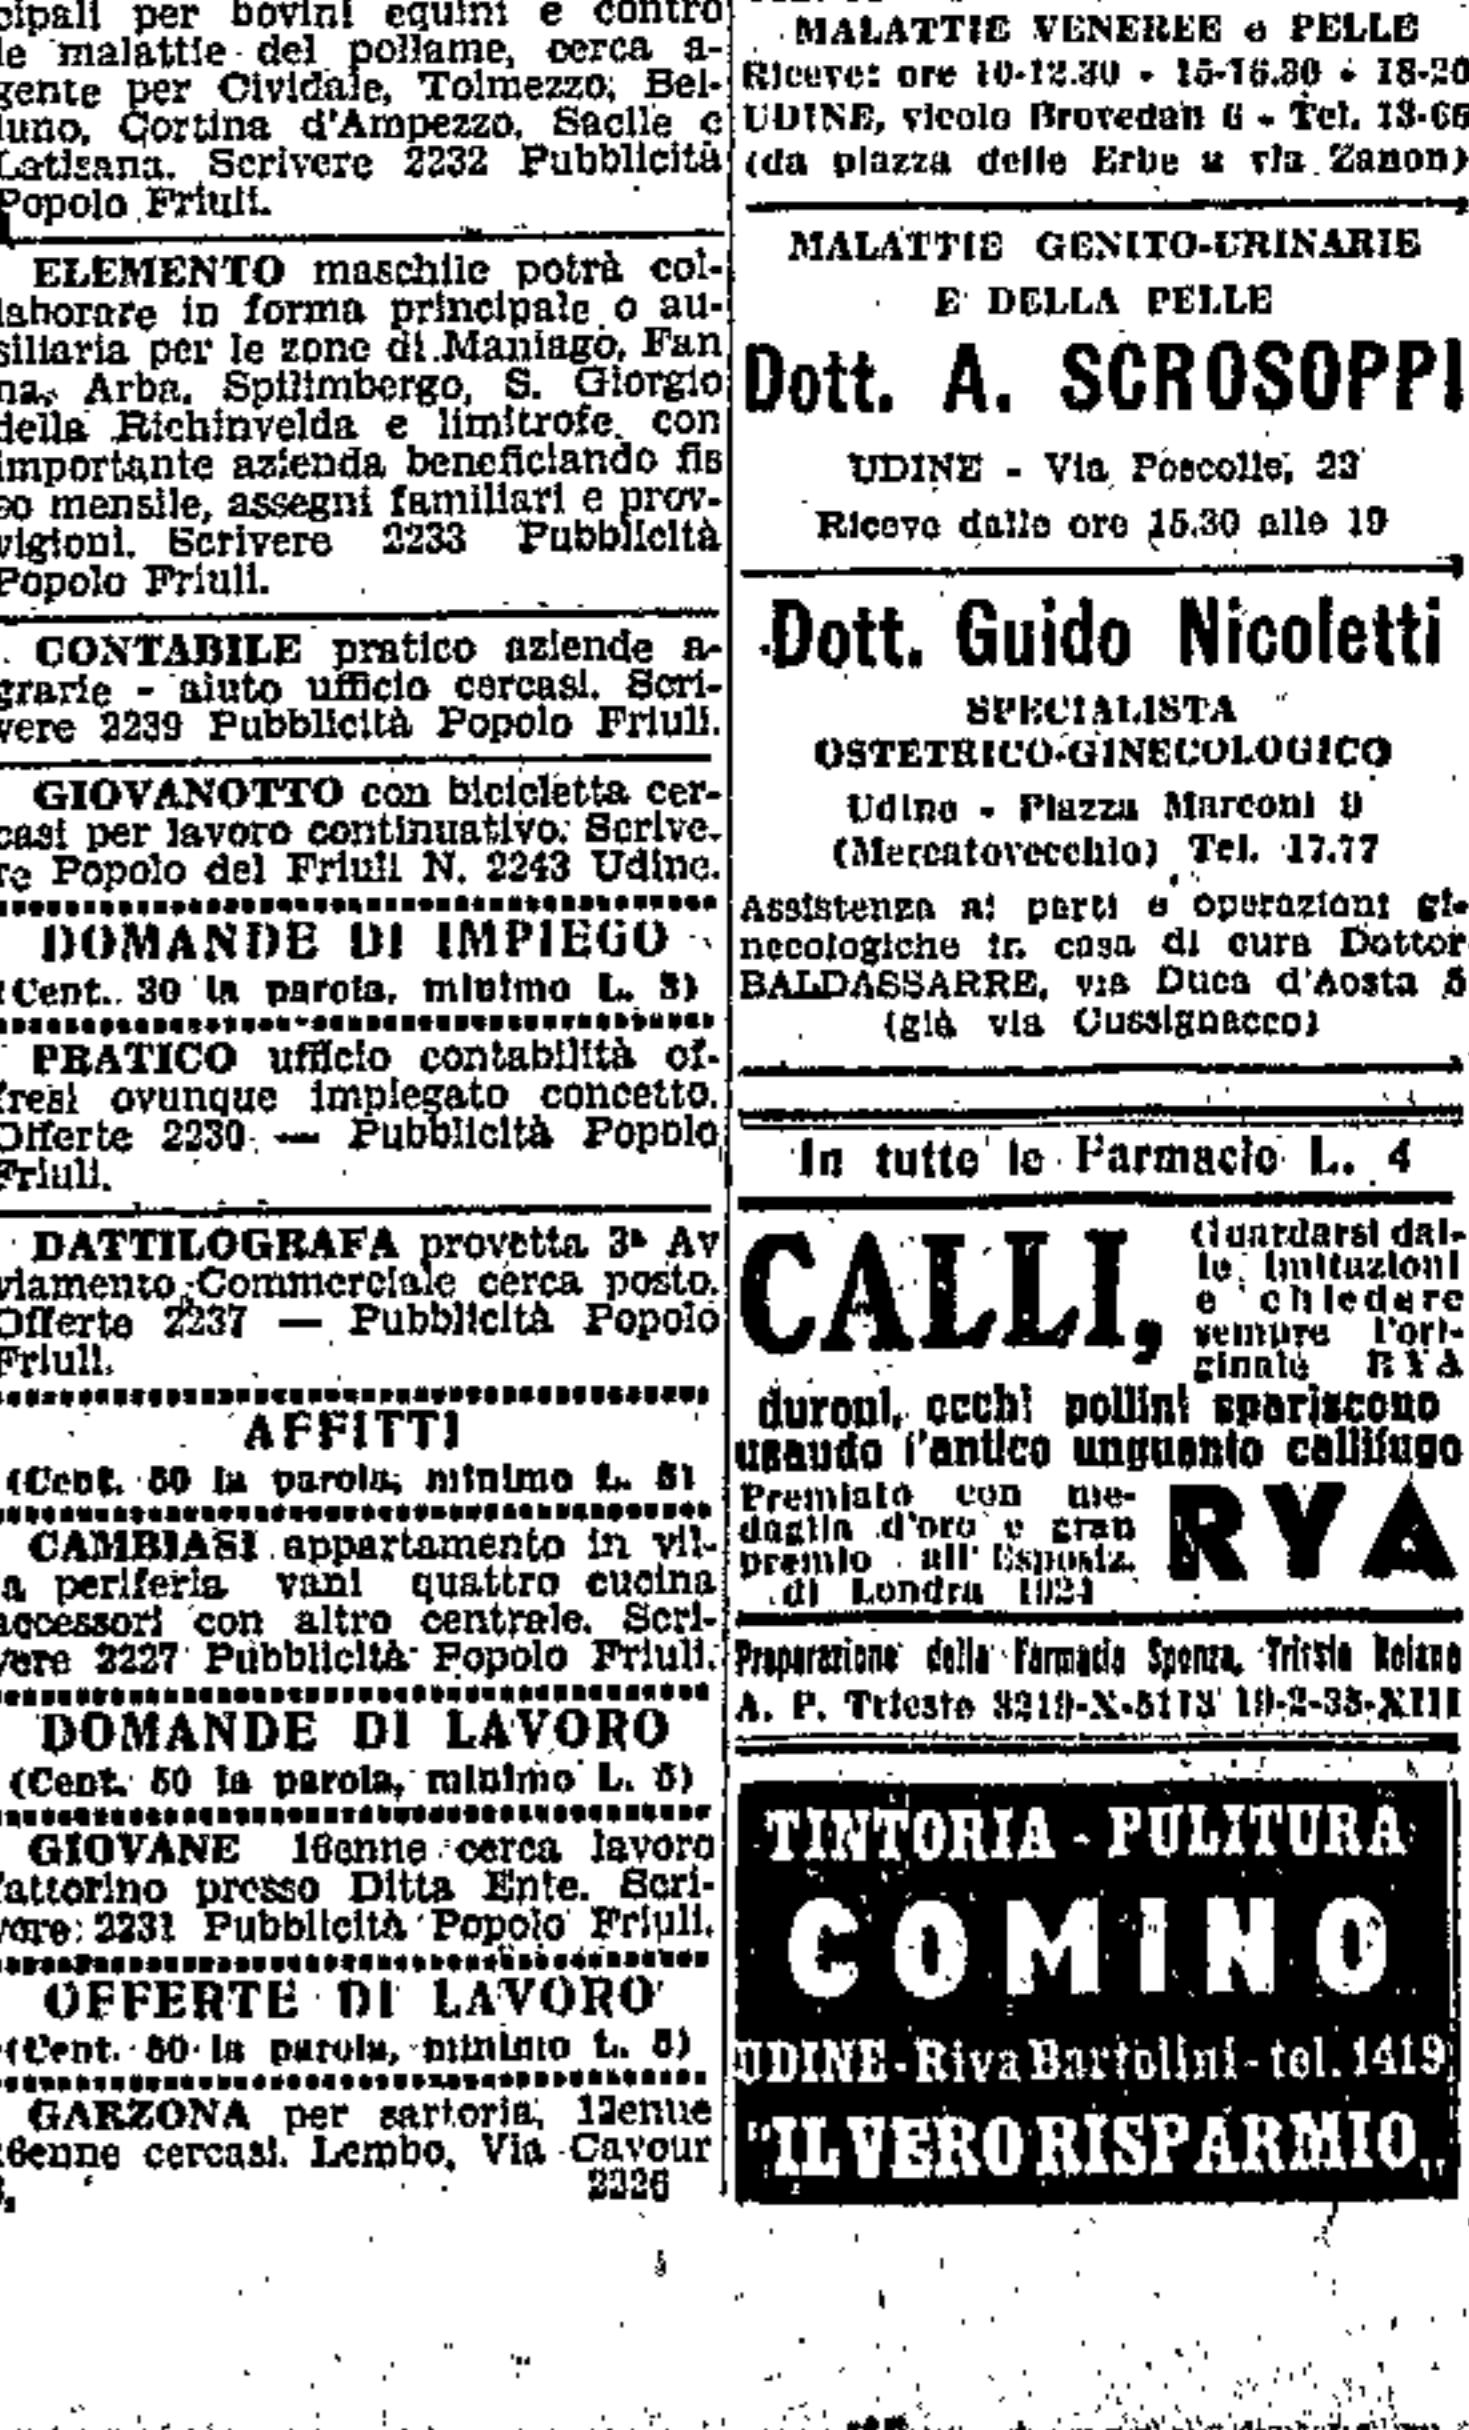 cipali per bovini equini e contro
le malattie del pollame, cerca a-
gente per Cividale, Tolmezzo, Bel-
luno, Cortina d'Ampezzo, Sacile e
Latisana. Scrivere 2232 Pubblicità
Popolo Friuli.
ELEMENTO maschile potrà col-
laborare in forma principale o au-
siliaria per le zone di Maniago, Fan
na, Arba, Spilimbergo, S. Giorgio
della Richinvelda e limitrofe con
importante azienda beneficiando fis
so mensile, assegni familiari e prov-
vigioni. Scrivere 2233 Pubblicità
Popolo Friuli.
CONTABILE pratico aziende a-
grarie - aiuto ufficio cercasi. Scri-
vere 2239 Pubblicità Popolo Friuli.
GIOVANOTTO con bicicletta cer-
casi per lavoro continuativo. Scrive-
re Popolo del Friuli N. 2243 Udine.
DOMANDE DI IMPIEGO
(Cent. 30 la parola, minimo L. 3)
PRATICO ufficio contabilità of-
fresi ovunque impiegato concetto.
Offerte 2230 — Pubblicità Popolo
Friuli.
DATTILOGRAFA provetta 3ª Av
viamento Commerciale cerca posto.
Offerte 2237 — Pubblicità Popolo
Friuli.
AFFITTI
(Cent. 50 la parola, minimo L. 5)
CAMBIASI appartamento in vil-
la periferia vani quattro cucina
accessori con altro centrale. Scri-
vere 2227 Pubblicità Popolo Friuli.
DOMANDE DI LAVORO
(Cent. 50 la parola, minimo L. 5)
GIOVANE 16enne cerca lavoro
fattorino presso Ditta Ente. Scri-
vere 2231 Pubblicità Popolo Friuli.
OFFERTE DI LAVORO
(Cent. 50 la parola, minimo L. 5)
GARZONA per sartoria, 12enne
16enne cercasi. Lembo, Via Cavour
2226
MALATTIE VENEREE e PELLE
Riceve: ore 10-12.30 - 15-16.30 - 18-20
UDINE, vicolo Brovedan 6 - Tel. 13-66
(da piazza delle Erbe a via Zanon)
MALATTIE GENITO-URINARIE
E DELLA PELLE
Dott. A. SCROSOPPI
UDINE - Via Poscolle, 23
Riceve dalle ore 15.30 alle 19
Dott. Guido Nicoletti
SPECIALISTA
OSTETRICO-GINECOLOGICO
Udine - Piazza Marconi 9
(Mercatovecchio) Tel. 17.77
Assistenza ai parti e operazioni gi-
necologiche in casa di cura Dottor
BALDASSARRE, via Duca d'Aosta 5
(già via Cussignacco)
In tutte le Farmacie L. 4
CALLI,
Guardarsi dal-
le imitazioni
e chiedere
sempre l'ori-
ginale RYA
duroni, occhi pollini spariscono
usando l'antico unguento callifugo
Premiato con me-
daglia d'oro e gran
premio all'Esposiz.
di Londra 1924
RYA
Preparazione della Farmacia Sponza, Trieste Roiano
A. P. Trieste 8219-X-5113 19-2-35-XIII
TINTORIA - PULITURA
COMINO
UDINE - Riva Bartolini - tel. 1419
"IL VERO RISPARMIO„